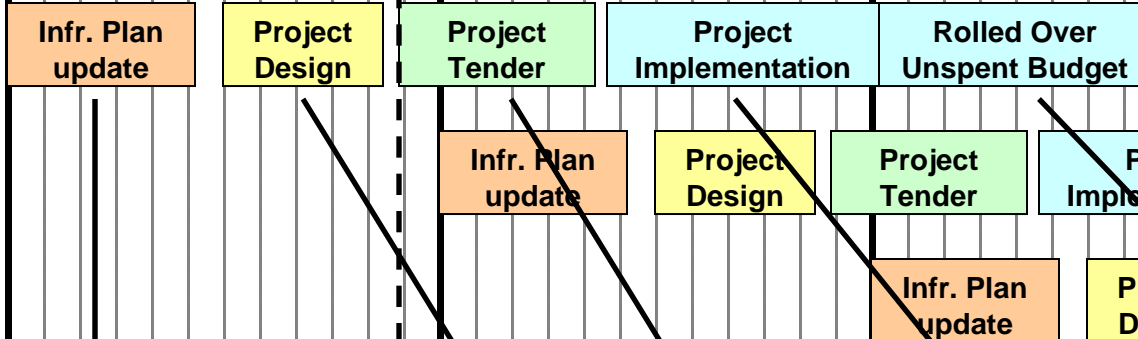 Infr. Plan
update
Project
Design
Project
Tender
Project
Implementation
Rolled Over
Unspent Budget
Infr. Plan
update
Project
Design
Project
Tender
Infr. Plan
update